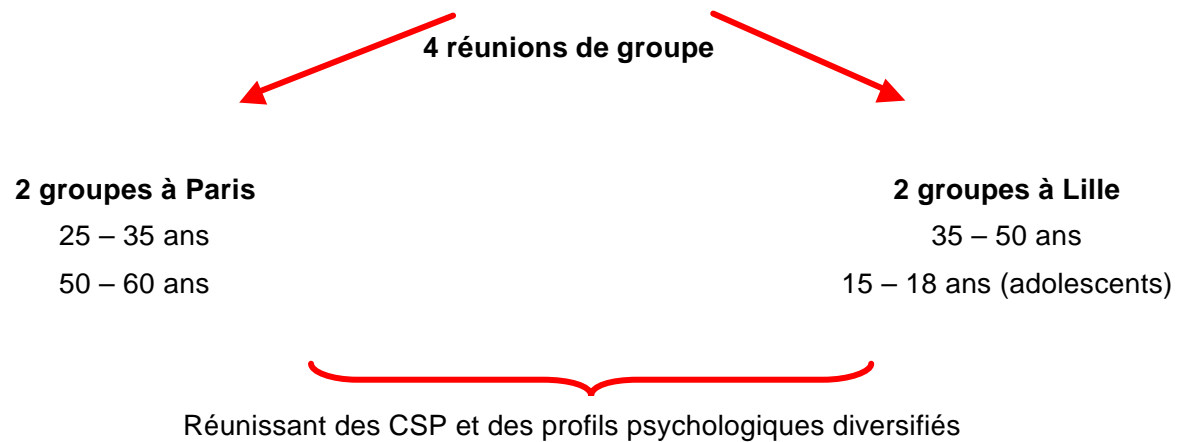 4 réunions de groupe
2 groupes à Paris
25 – 35 ans
50 – 60 ans
2 groupes à Lille
35 – 50 ans
15 – 18 ans (adolescents)
Réunissant des CSP et des profils psychologiques diversifiés